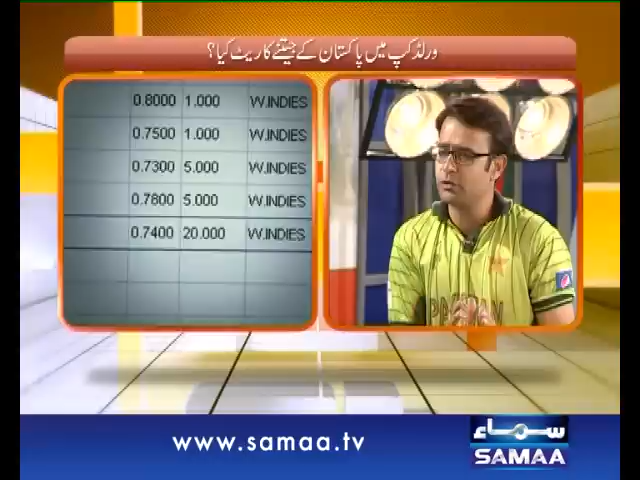 ورلڈ کپ میں پاکستان کے جیتنے کا ریٹ کیا؟
0.8000 1.000 W.INDIES
0.7500 1.000 W.INDIES
0.7300 5.000 W.INDIES
0.7800 5.000 W.INDIES
0.7400 20.000 W.INDIES
PAKISTAN
www.samaa.tv
سماء
SAMAA